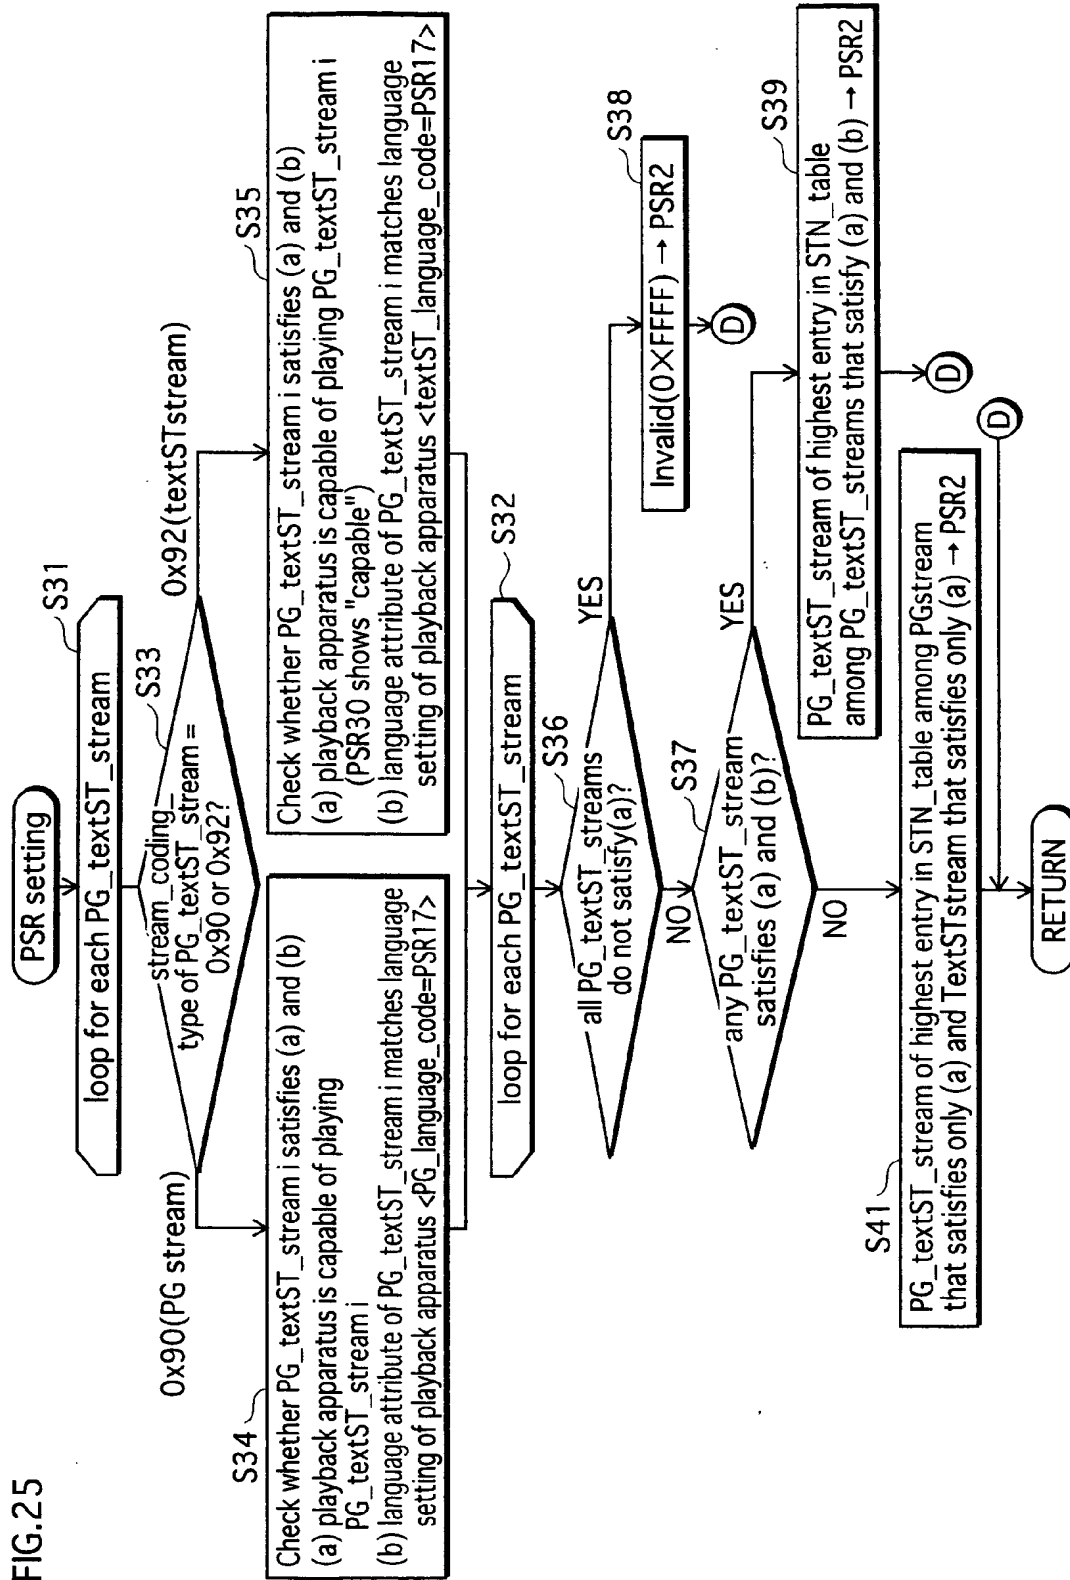 FIG.25
PSR setting
S31
loop for each PG_textST_stream
S33
stream_coding_
type of PG_textST_stream =
0x90 or 0x92?
0x90(PG stream)
0x92(textSTstream)
S34
Check whether PG_textST_stream i satisfies (a) and (b)
(a) playback apparatus is capable of playing
PG_textST_stream i
(b) language attribute of PG_textST_stream i matches language
setting of playback apparatus <PG_language_code=PSR17>
S35
Check whether PG_textST_stream i satisfies (a) and (b)
(a) playback apparatus is capable of playing PG_textST_stream i
(PSR30 shows "capable")
(b) language attribute of PG_textST_stream i matches language
setting of playback apparatus <textST_language_code=PSR17>
S32
loop for each PG_textST_stream
S36
all PG_textST_streams
do not satisfy(a)?
YES
NO
S38
Invalid(0XFFFF) → PSR2
D
S37
any PG_textST_stream
satisfies (a) and (b)?
YES
NO
S39
PG_textST_stream of highest entry in STN_table
among PG_textST_streams that satisfy (a) and (b) → PSR2
D
S41
PG_textST_stream of highest entry in STN_table among PGstream
that satisfies only (a) and TextSTstream that satisfies only (a) → PSR2
D
RETURN